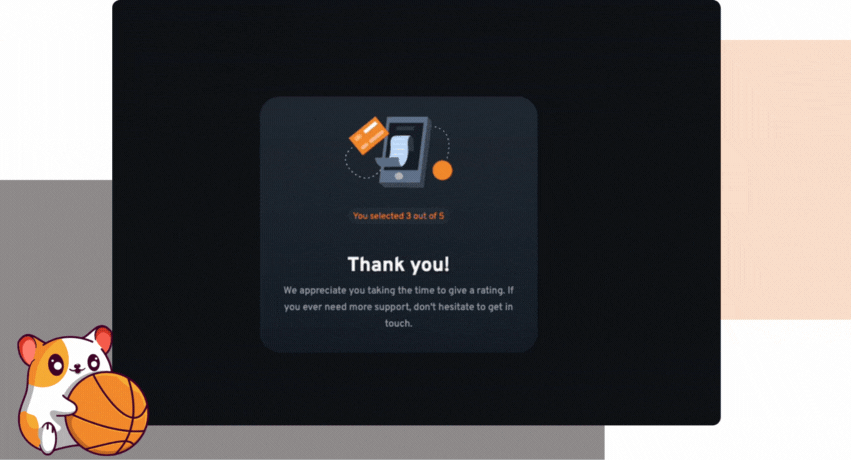 You selected 3 out of 5
Thank you!
We appreciate you taking the time to give a rating. If
you ever need more support, don't hesitate to get in
touch.